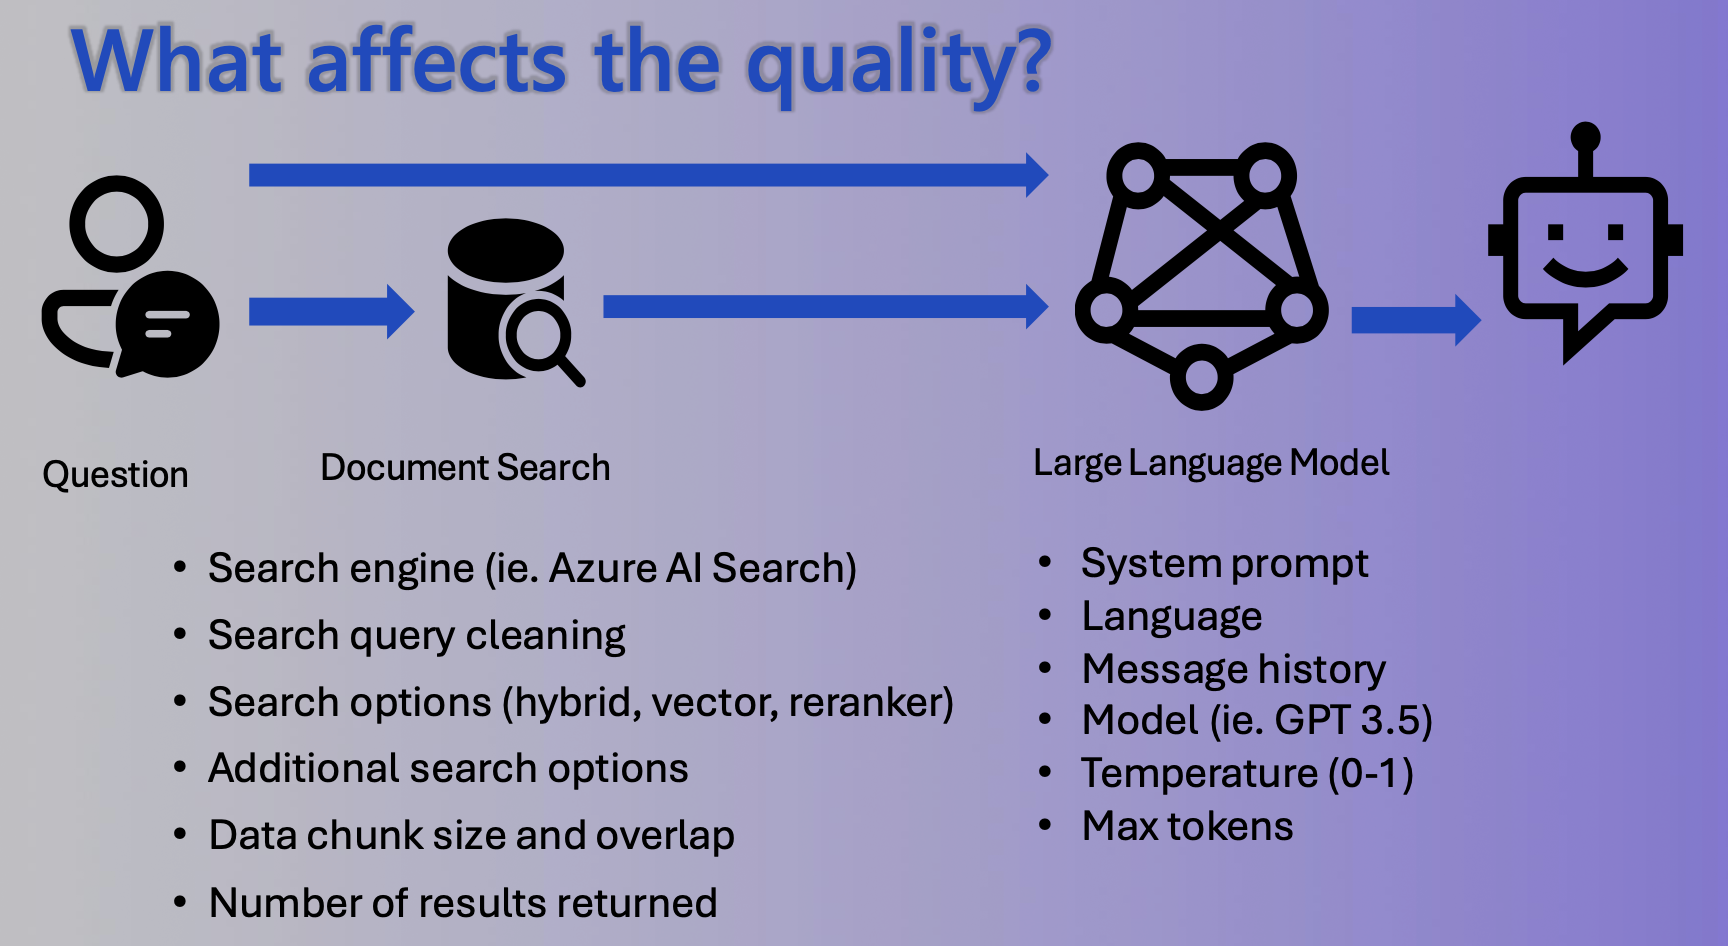 What affects the quality?
Question
Document Search
Large Language Model
• Search engine (ie. Azure AI Search)
• Search query cleaning
• Search options (hybrid, vector, reranker)
• Additional search options
• Data chunk size and overlap
• Number of results returned
• System prompt
• Language
• Message history
• Model (ie. GPT 3.5)
• Temperature (0-1)
• Max tokens